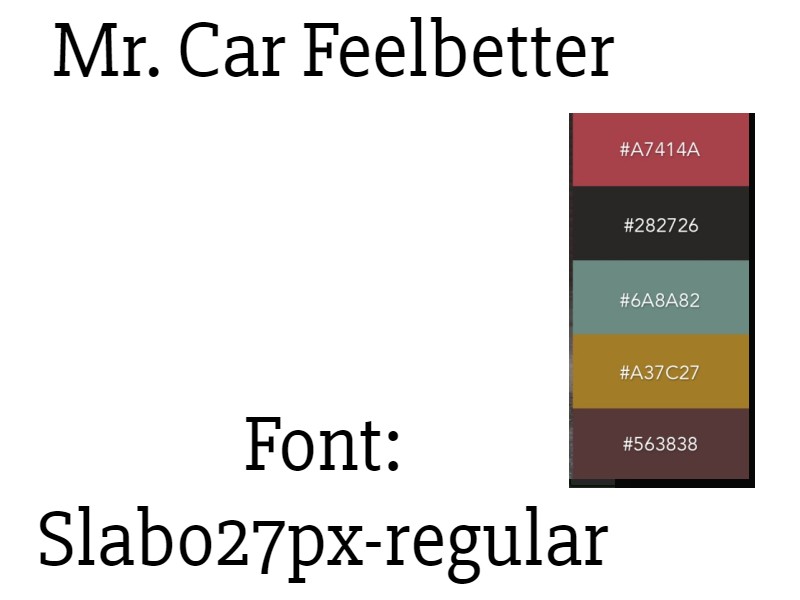 Mr. Car Feelbetter
#A7414A
#282726
#6A8A82
#A37C27
#563838
Font:
Slabo27px-regular